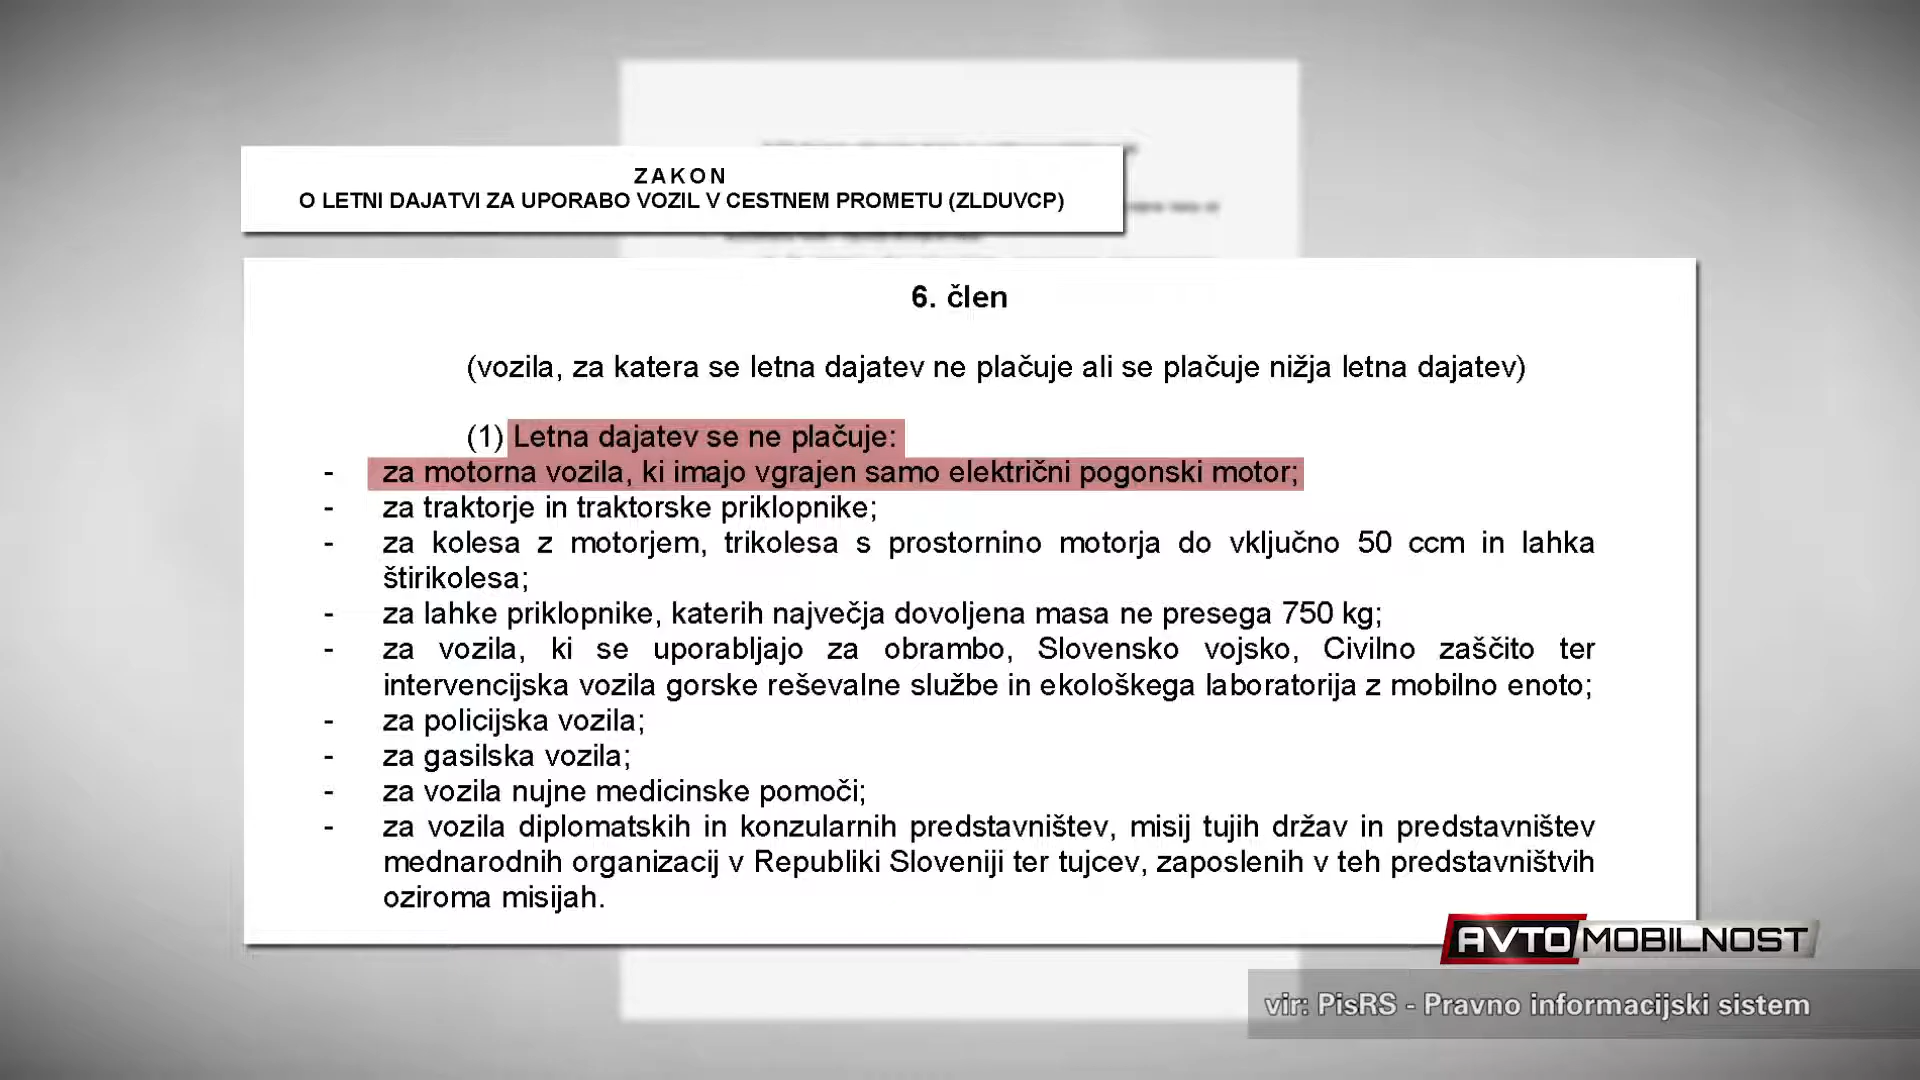 ZAKON
O LETNI DAJATVI ZA UPORABO VOZIL V CESTNEM PROMETU (ZLDUVCP)
6. člen
(vozila, za katera se letna dajatev ne plačuje ali se plačuje nižja letna dajatev)
(1) Letna dajatev se ne plačuje:
- za motorna vozila, ki imajo vgrajen samo električni pogonski motor;
- za traktorje in traktorske priklopnike;
- za kolesa z motorjem, trikolesa s prostornino motorja do vključno 50 ccm in lahka
štirikolesa;
- za lahke priklopnike, katerih največja dovoljena masa ne presega 750 kg;
- za vozila, ki se uporabljajo za obrambo, Slovensko vojsko, Civilno zaščito ter
intervencijska vozila gorske reševalne službe in ekološkega laboratorija z mobilno enoto;
- za policijska vozila;
- za gasilska vozila;
- za vozila nujne medicinske pomoči;
- za vozila diplomatskih in konzularnih predstavništev, misij tujih držav in predstavništev
mednarodnih organizacij v Republiki Sloveniji ter tujcev, zaposlenih v teh predstavništvih
oziroma misijah.
AVTOMOBILNOST
vir: PisRS - Pravno informacijski sistem